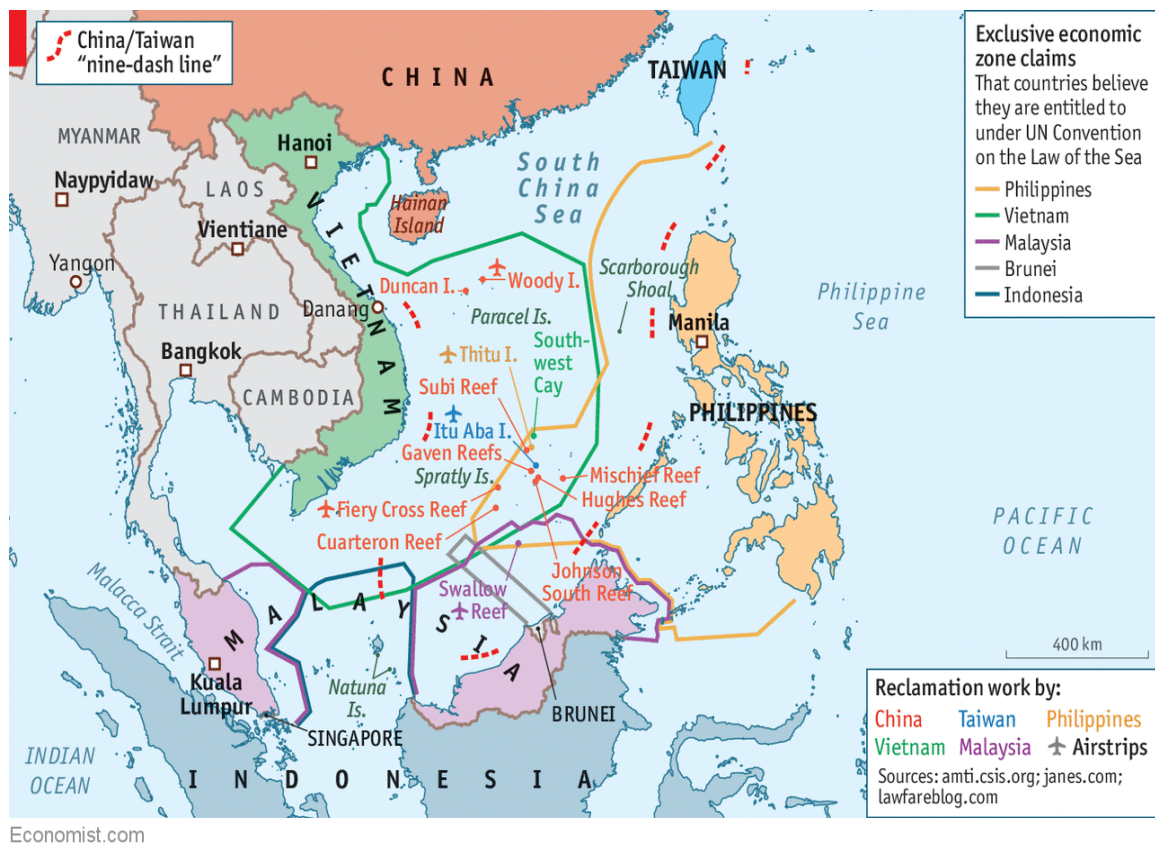 China/Taiwan
“nine-dash line”
CHINA
TAIWAN
Exclusive economic
zone claims
That countries believe
they are entitled to
under UN Convention
on the Law of the Sea
Philippines
Vietnam
Malaysia
Brunei
Indonesia
MYANMAR
Hanoi
Naypyidaw
LAOS
Vientiane
Yangon
VIETNAM
South
China
Sea
Hainan
Island
THAILAND
Danang
Bangkok
CAMBODIA
Duncan I.
Woody I.
Paracel Is.
Scarborough
Shoal
Manila
Philippine
Sea
Thitu I.
South-
west
Cay
Subi Reef
Itu Aba I.
Gaven Reefs
Spratly Is.
Mischief Reef
Hughes Reef
Fiery Cross Reef
Cuarteron Reef
PHILIPPINES
PACIFIC
OCEAN
Johnson
South Reef
Swallow
Reef
Malacca Strait
MALAYSIA
Kuala
Lumpur
Natuna
Is.
SINGAPORE
BRUNEI
INDIAN
OCEAN
INDONESIA
400 km
Reclamation work by:
China Taiwan Philippines
Vietnam Malaysia Airstrips
Sources: amti.csis.org; janes.com;
lawfareblog.com
Economist.com